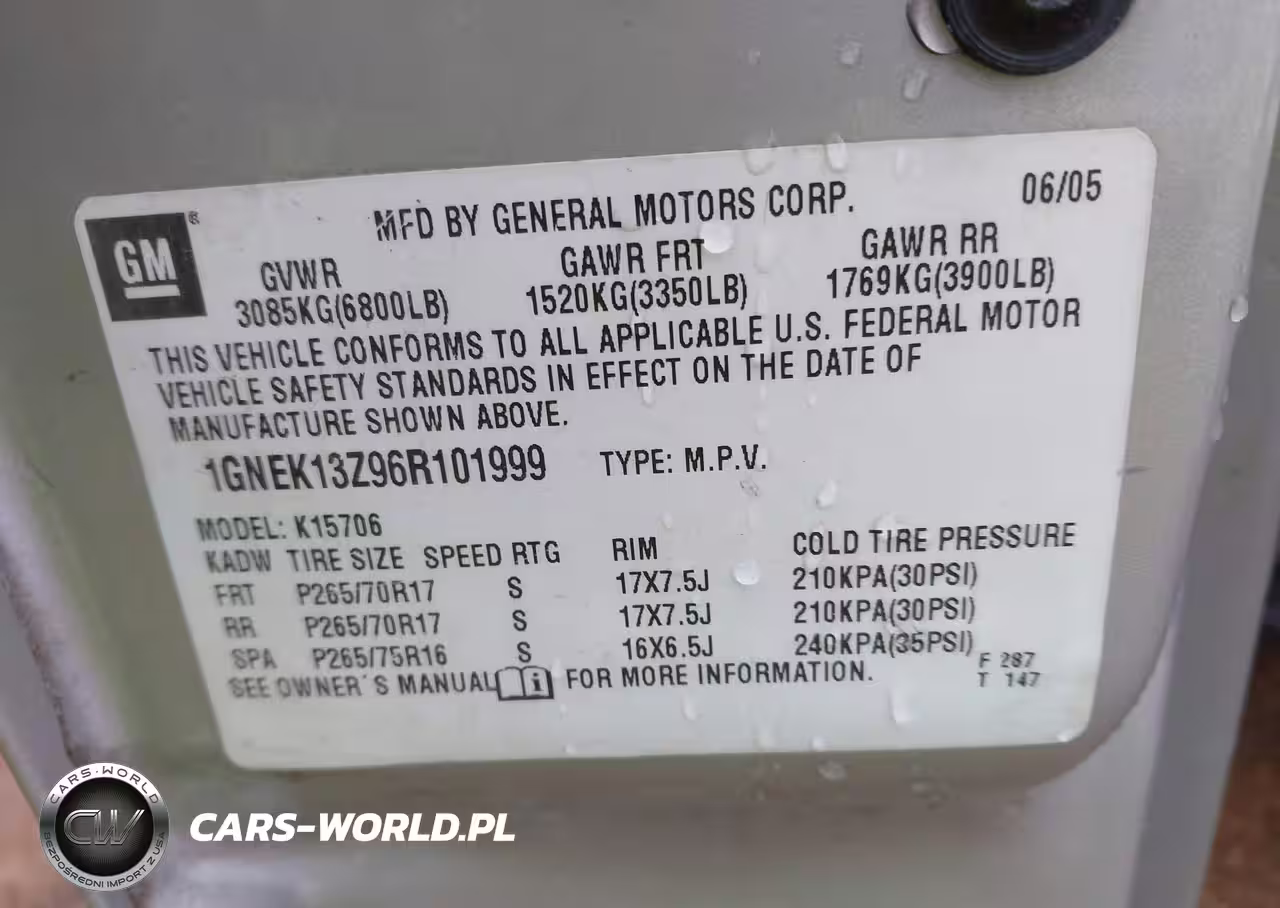 MFD BY GENERAL MOTORS CORP. 06/05
GM ®
GVWR GAWR FRT GAWR RR
3085KG(6800LB) 1520KG(3350LB) 1769KG(3900LB)
THIS VEHICLE CONFORMS TO ALL APPLICABLE U.S. FEDERAL MOTOR
VEHICLE SAFETY STANDARDS IN EFFECT ON THE DATE OF
MANUFACTURE SHOWN ABOVE.
1GNEK13Z96R101999 TYPE: M.P.V.
MODEL: K15706
KADW TIRE SIZE SPEED RTG RIM COLD TIRE PRESSURE
FRT P265/70R17 S 17X7.5J 210KPA(30PSI)
RR P265/70R17 S 17X7.5J 210KPA(30PSI)
SPA P265/75R16 S 16X6.5J 240KPA(35PSI)
SEE OWNER'S MANUAL i FOR MORE INFORMATION.
F 287
T 147
CARS-WORLD
CW
BEZPOŚREDNI IMPORT Z USA
CARS-WORLD.PL